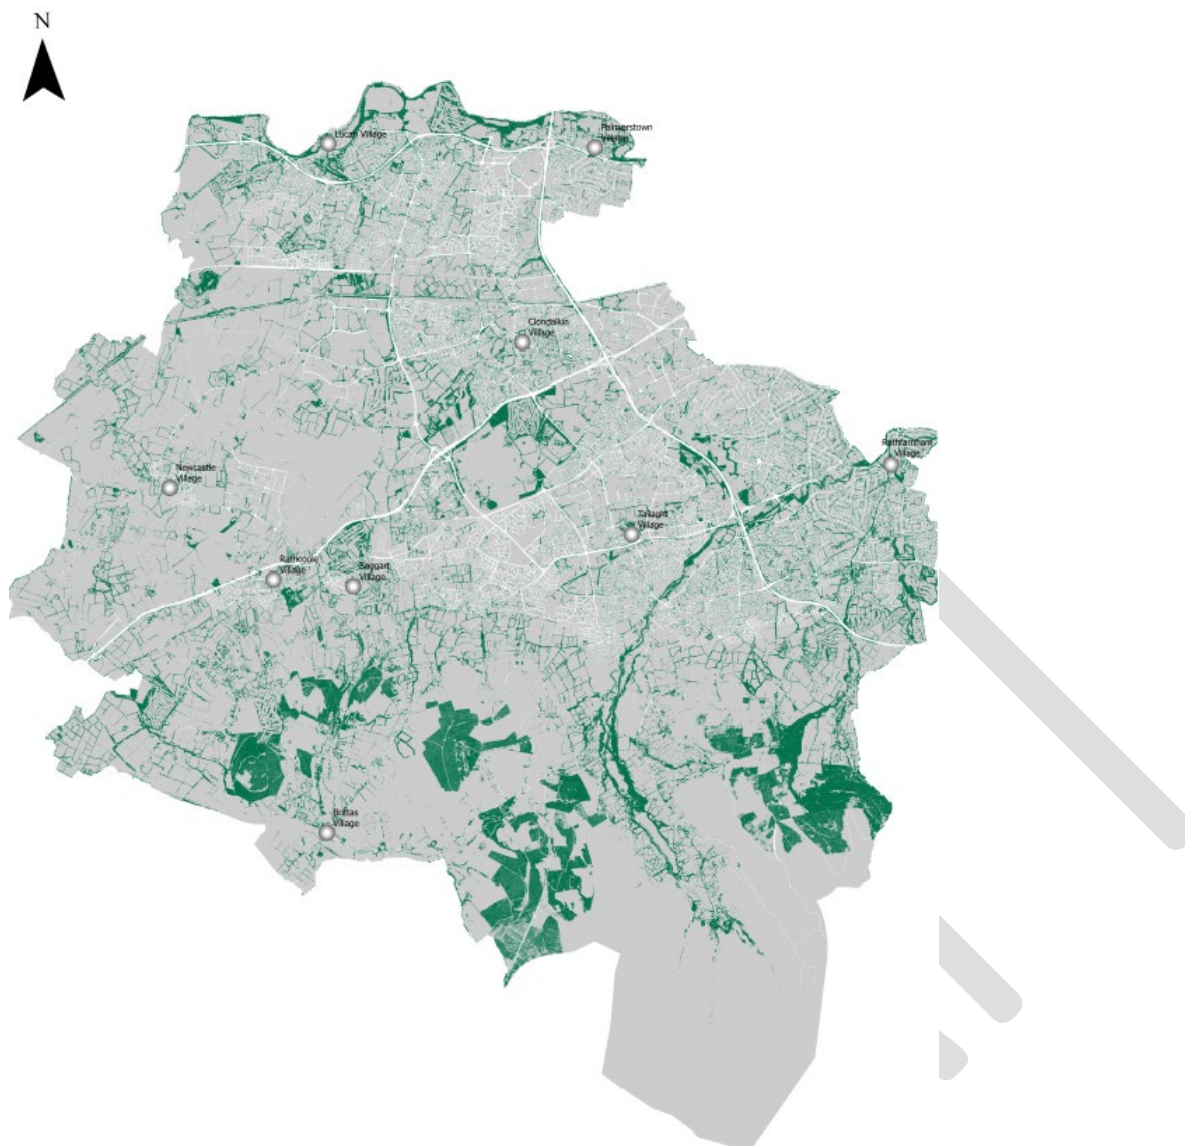 N
Lucan Village
Palmerstown
Village
Clondalkin
Village
Rathfarnham
Village
Newcastle
Village
Tallaght
Village
Rathcoole
Village
Saggart
Village
Brittas
Village